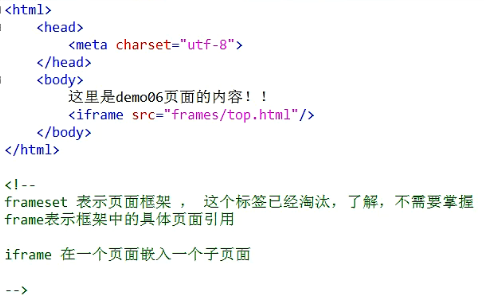 <html>
<head>
<meta charset="utf-8">
</head>
<body>
这里是demo06页面的内容！！
<iframe src="frames/top.html"/>
</body>
</html>
<!--
frameset 表示页面框架 ， 这个标签已经淘汰，了解，不需要掌握
frame表示框架中的具体页面引用
iframe 在一个页面嵌入一个子页面
-->